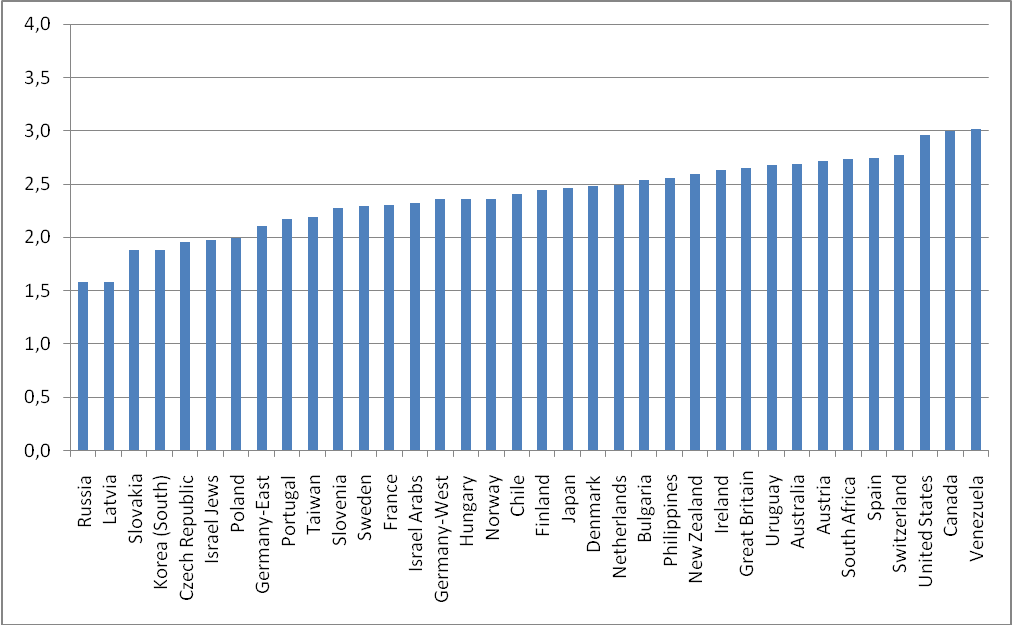 4,0
3,5
3,0
2,5
2,0
1,5
1,0
0,5
0,0
Russia
Latvia
Slovakia
Korea (South)
Czech Republic
Israel Jews
Poland
Germany-East
Portugal
Taiwan
Slovenia
Sweden
France
Israel Arabs
Germany-West
Hungary
Norway
Chile
Finland
Japan
Denmark
Netherlands
Bulgaria
Philippines
New Zealand
Ireland
Great Britain
Uruguay
Australia
Austria
South Africa
Spain
Switzerland
United States
Canada
Venezuela